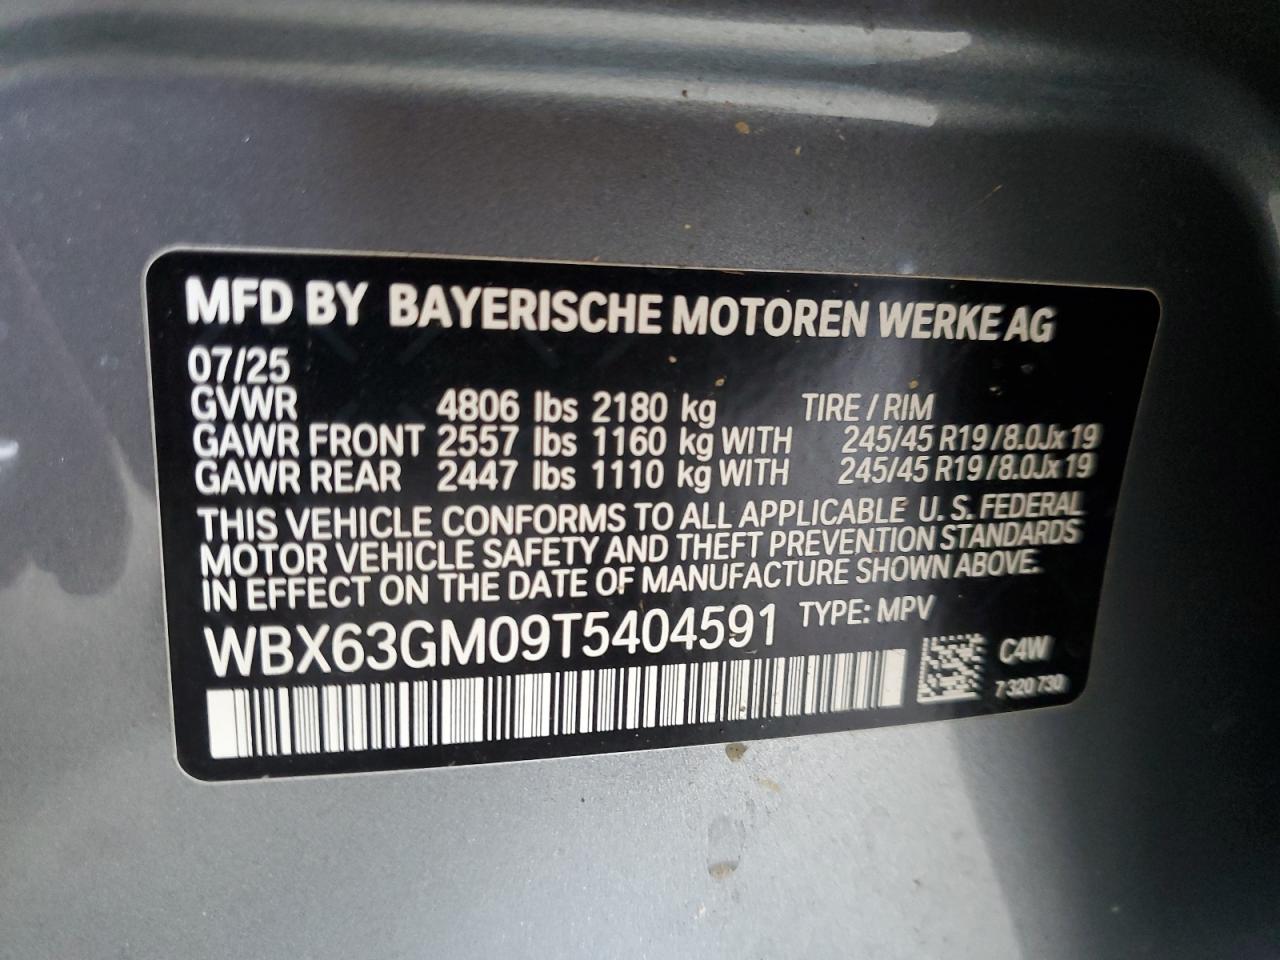 MFD BY BAYERISCHE MOTOREN WERKE AG
07/25
GVWR 4806 lbs 2180 kg TIRE / RIM
GAWR FRONT 2557 lbs 1160 kg WITH 245/45 R19 / 8.0Jx19
GAWR REAR 2447 lbs 1110 kg WITH 245/45 R19 / 8.0Jx19
THIS VEHICLE CONFORMS TO ALL APPLICABLE U. S. FEDERAL
MOTOR VEHICLE SAFETY AND THEFT PREVENTION STANDARDS
IN EFFECT ON THE DATE OF MANUFACTURE SHOWN ABOVE.
WBX63GM09T5404591 TYPE: MPV
C4W
7 320 730